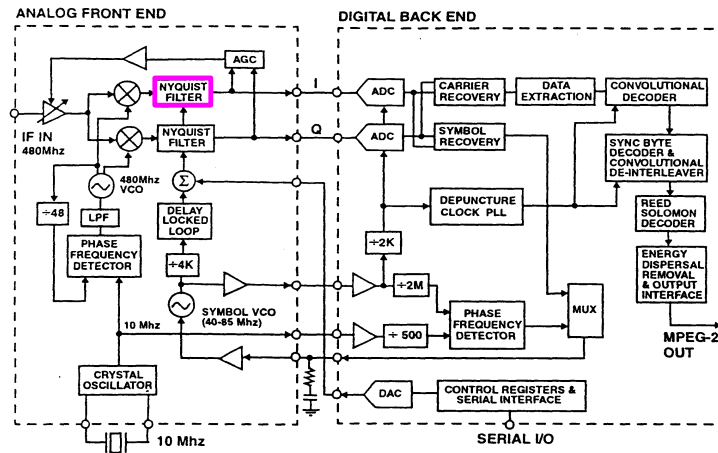 ANALOG FRONT END
DIGITAL BACK END
AGC
NYQUIST
FILTER
I
ADC
CARRIER
RECOVERY
DATA
EXTRACTION
CONVOLUTIONAL
DECODER
IF IN
480Mhz
NYQUIST
FILTER
Q
ADC
SYMBOL
RECOVERY
SYNC BYTE
DECODER &
CONVOLUTIONAL
DE-INTERLEAVER
480Mhz
VCO
Σ
÷48
LPF
DELAY
LOCKED
LOOP
DEPUNCTURE
CLOCK PLL
REED
SOLOMON
DECODER
PHASE
FREQUENCY
DETECTOR
÷4K
÷2K
ENERGY
DISPERSAL
REMOVAL
& OUTPUT
INTERFACE
÷2M
SYMBOL VCO
(40-85 Mhz)
PHASE
FREQUENCY
DETECTOR
MUX
10 Mhz
÷ 500
MPEG-2
OUT
CRYSTAL
OSCILLATOR
DAC
CONTROL REGISTERS &
SERIAL INTERFACE
10 Mhz
SERIAL I/O